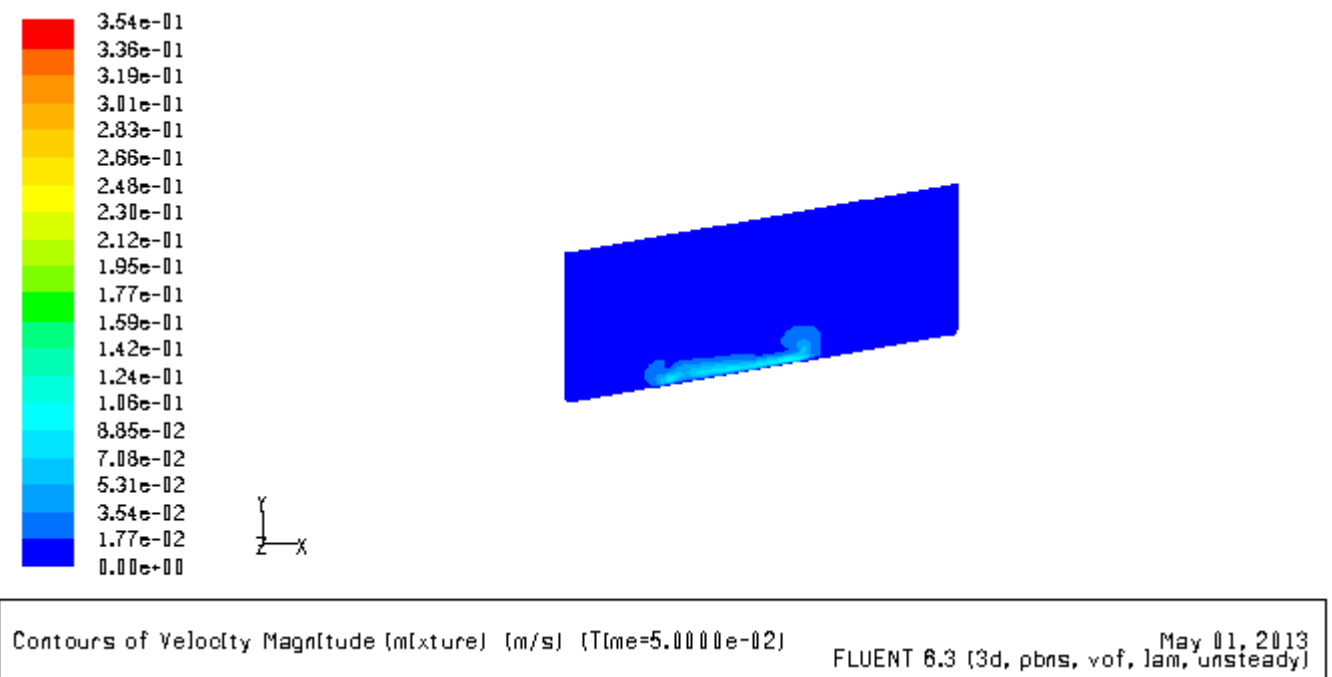 3.54e-01
3.36e-01
3.19e-01
3.01e-01
2.83e-01
2.66e-01
2.48e-01
2.30e-01
2.12e-01
1.95e-01
1.77e-01
1.59e-01
1.42e-01
1.24e-01
1.06e-01
8.85e-02
7.08e-02
5.31e-02
3.54e-02
1.77e-02
0.00e+00
Y
Z X
Contours of Velocity Magnitude (mixture) (m/s) (Time=5.0000e-02)
May 01, 2013
FLUENT 6.3 (3d, pbns, vof, lam, unsteady)